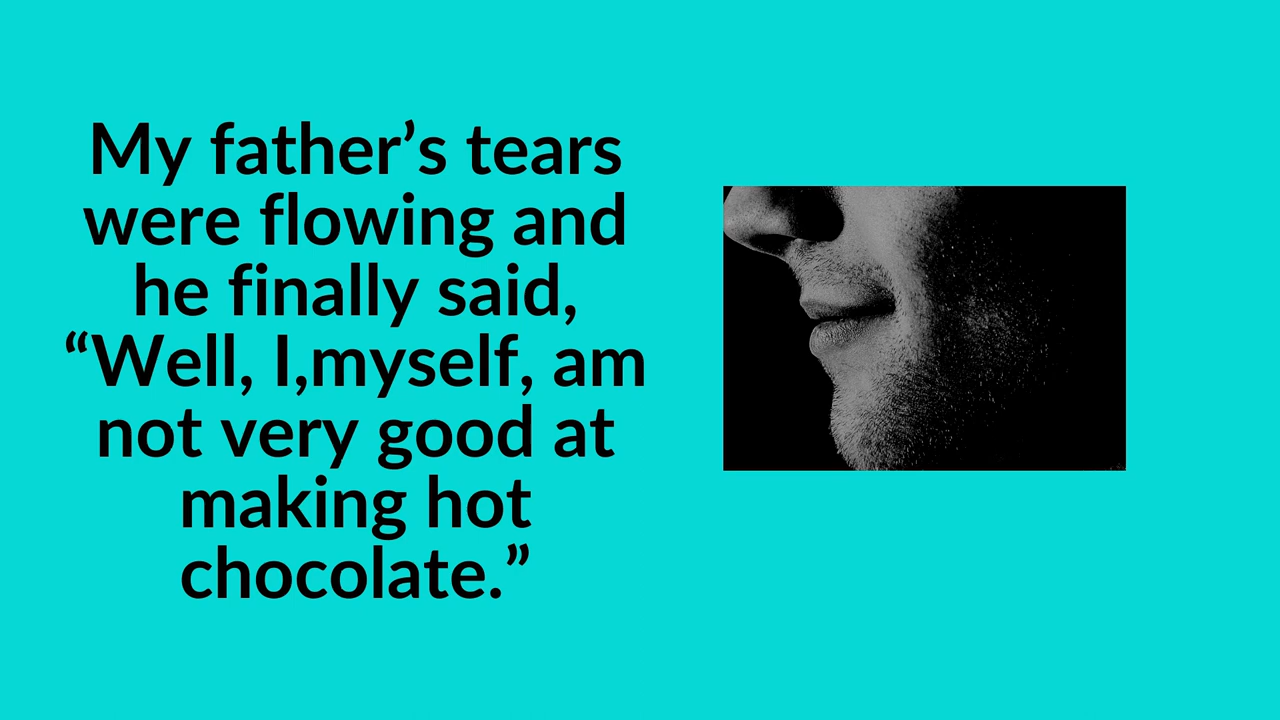 My father’s tears
were flowing and
he finally said,
“Well, I,myself, am
not very good at
making hot
chocolate.”